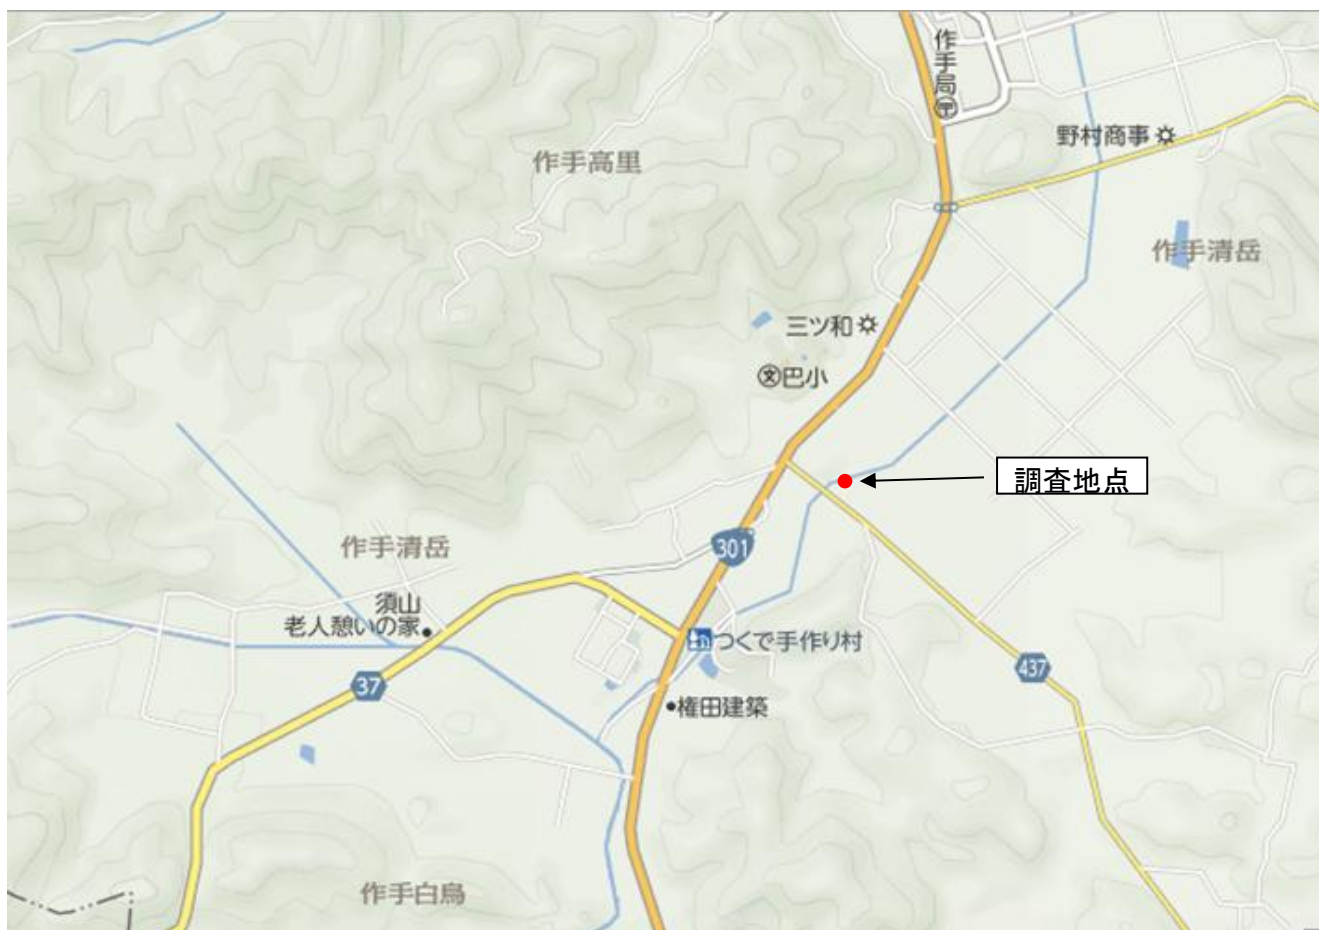 作手局
野村商事
作手高里
作手清岳
三ツ和
巴小
調査地点
301
作手清岳
須山
老人憩いの家
つくで手作り村
437
37
権田建築
作手白鳥